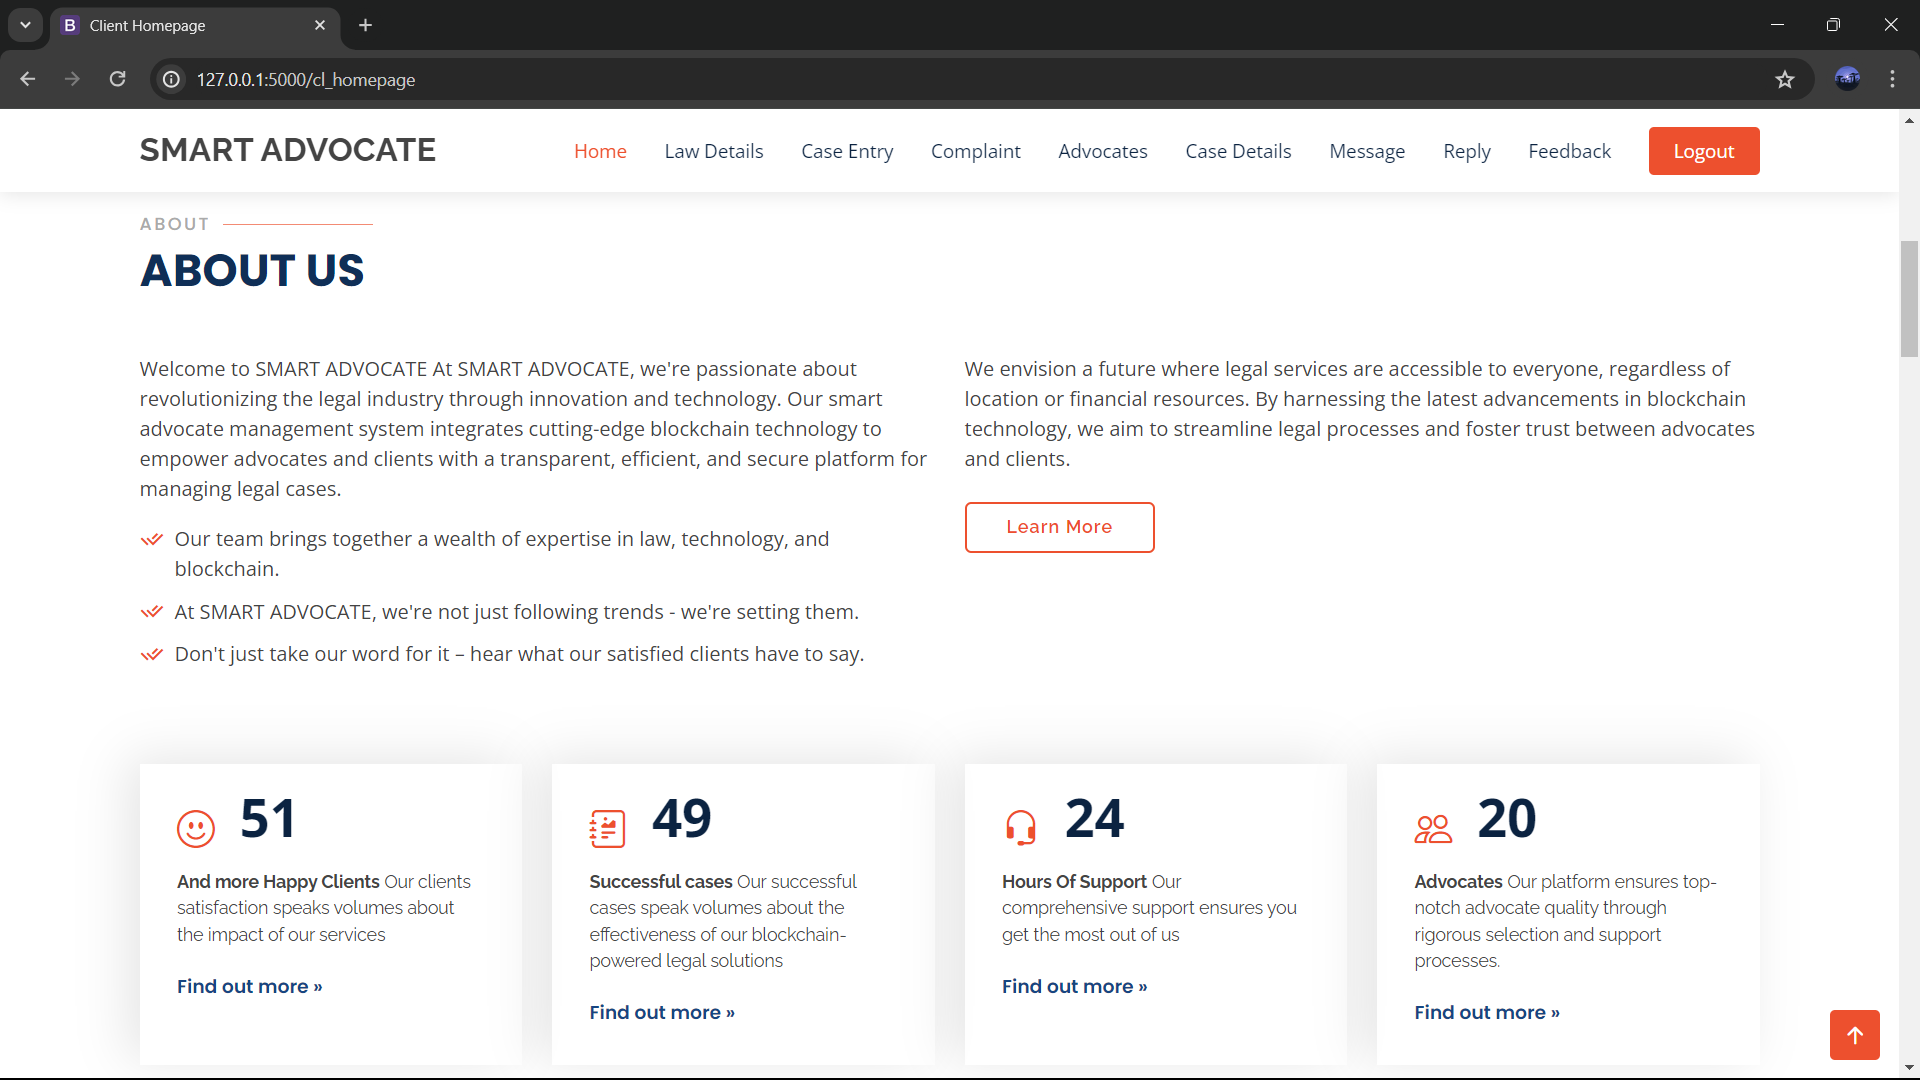 Client Homepage
127.0.0.1:5000/cl_homepage
SMART ADVOCATE
Home Law Details Case Entry Complaint Advocates Case Details Message Reply Feedback Logout
ABOUT
ABOUT US
Welcome to SMART ADVOCATE At SMART ADVOCATE, we're passionate about
revolutionizing the legal industry through innovation and technology. Our smart
advocate management system integrates cutting-edge blockchain technology to
empower advocates and clients with a transparent, efficient, and secure platform for
managing legal cases.
Our team brings together a wealth of expertise in law, technology, and
blockchain.
At SMART ADVOCATE, we're not just following trends - we're setting them.
Don't just take our word for it – hear what our satisfied clients have to say.
We envision a future where legal services are accessible to everyone, regardless of
location or financial resources. By harnessing the latest advancements in blockchain
technology, we aim to streamline legal processes and foster trust between advocates
and clients.
Learn More
51
And more Happy Clients Our clients
satisfaction speaks volumes about
the impact of our services
Find out more »
49
Successful cases Our successful
cases speak volumes about the
effectiveness of our blockchain-
powered legal solutions
Find out more »
24
Hours Of Support Our
comprehensive support ensures you
get the most out of us
Find out more »
20
Advocates Our platform ensures top-
notch advocate quality through
rigorous selection and support
processes.
Find out more »